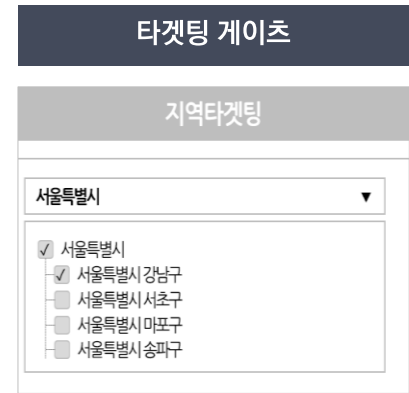 타겟팅 게이츠
지역타겟팅
서울특별시 ▼
서울특별시
서울특별시 강남구
서울특별시 서초구
서울특별시 마포구
서울특별시 송파구